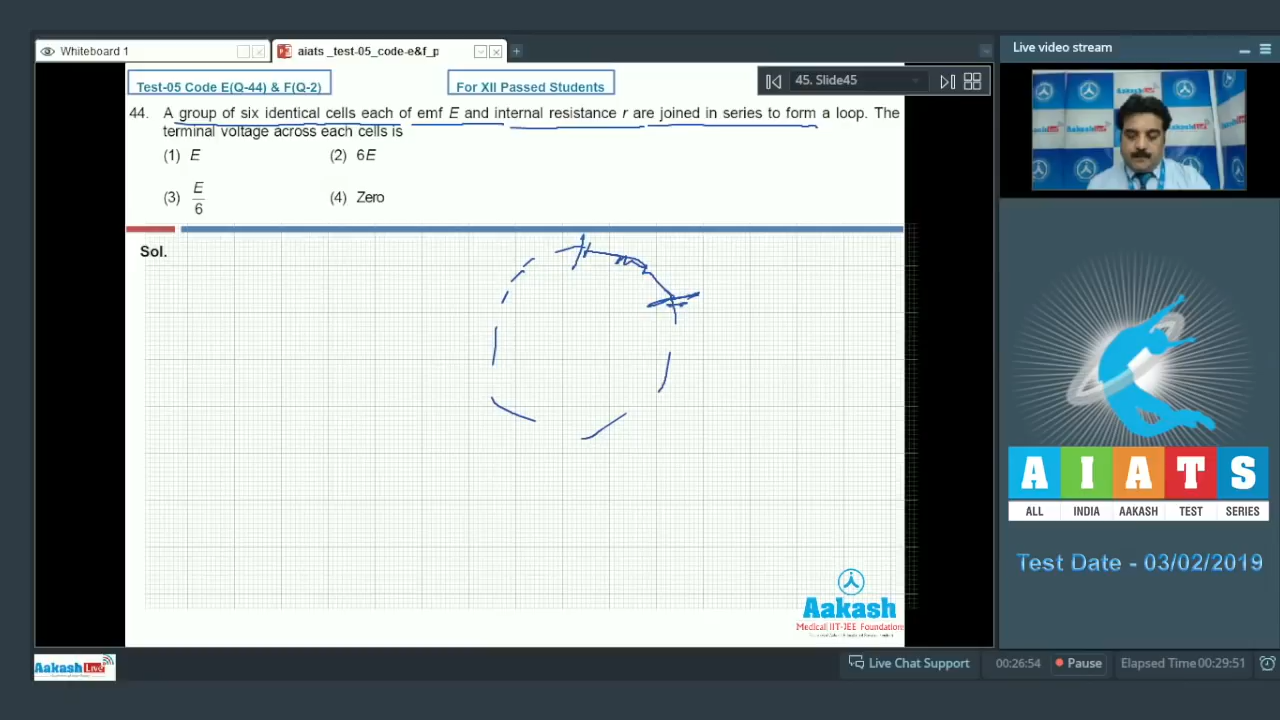 Whiteboard 1
aiats _test-05_code-e&f_p
Live video stream
Test-05 Code E(Q-44) & F(Q-2)
For XII Passed Students
45. Slide45
44. A group of six identical cells each of emf E and internal resistance r are joined in series to form a loop. The
terminal voltage across each cells is
(1) E
(2) 6E
(3) E/6
(4) Zero
Sol.
A I A T S
ALL INDIA AAKASH TEST SERIES
Test Date - 03/02/2019
Aakash
Medical|IIT-JEE|Foundations
Aakash Live
Live Chat Support
00:26:54
Pause
Elapsed Time 00:29:51